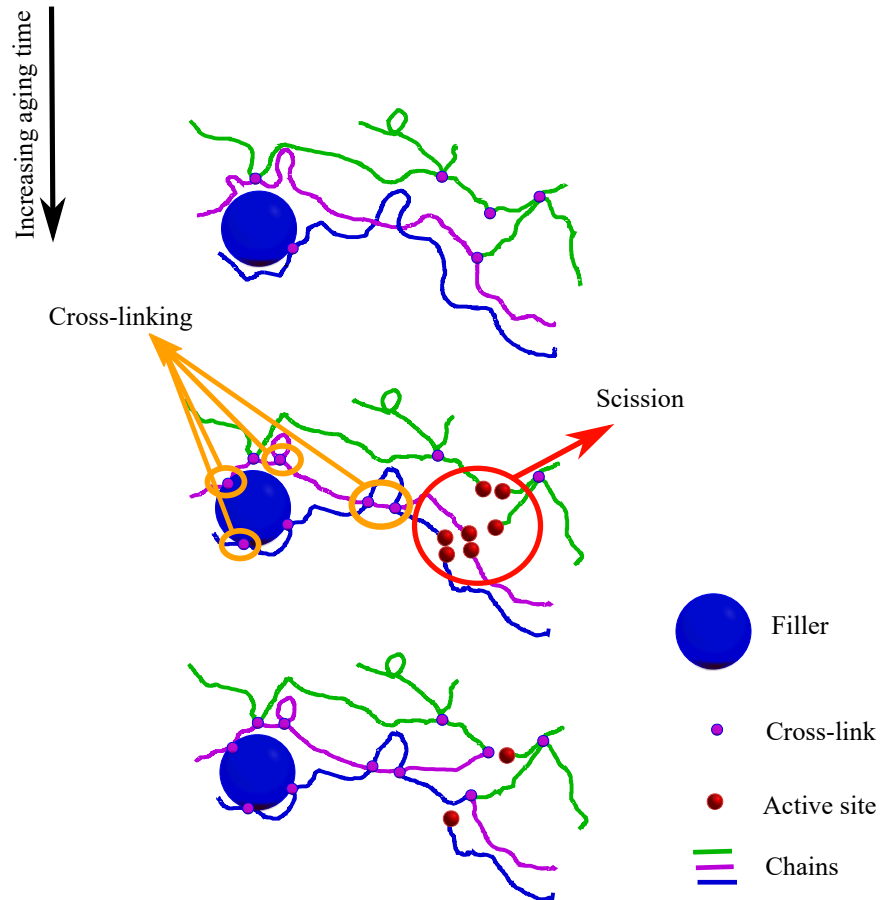 Increasing aging time
Cross-linking
Scission
Filler
Cross-link
Active site
Chains